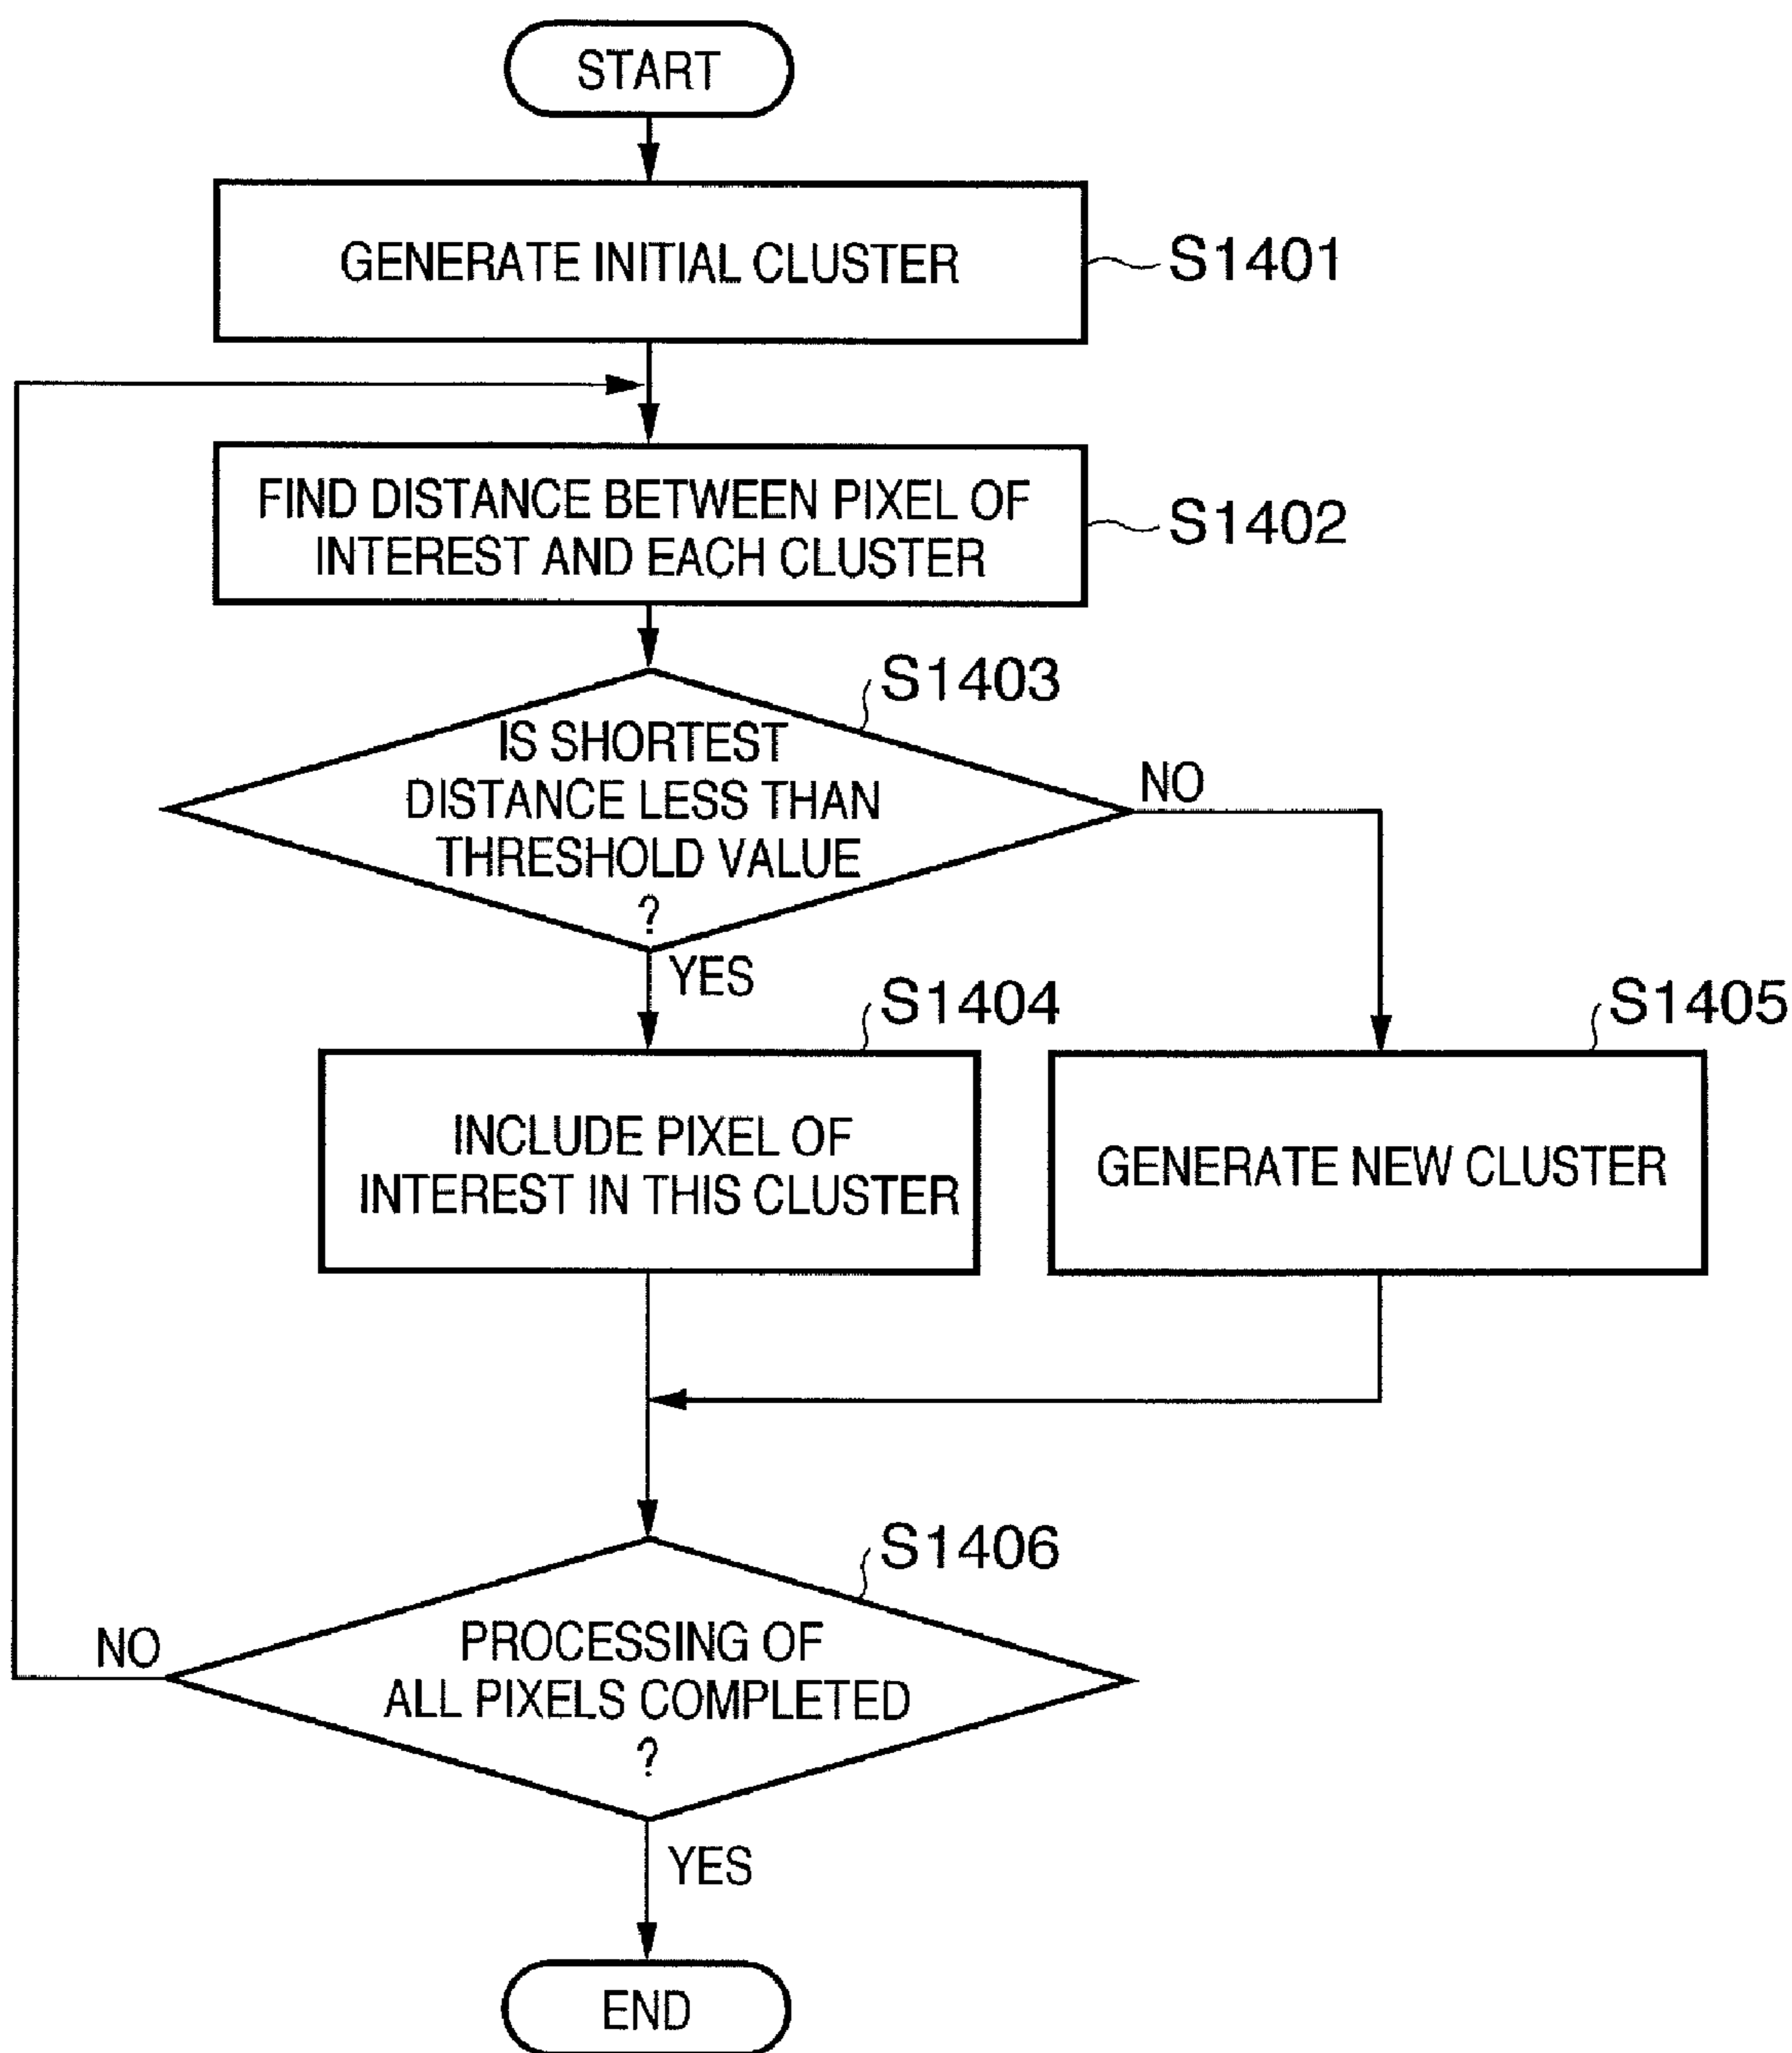 START
GENERATE INITIAL CLUSTER
S1401
FIND DISTANCE BETWEEN PIXEL OF
INTEREST AND EACH CLUSTER
S1402
S1403
IS SHORTEST
DISTANCE LESS THAN
THRESHOLD VALUE
?
NO
YES
S1404
INCLUDE PIXEL OF
INTEREST IN THIS CLUSTER
S1405
GENERATE NEW CLUSTER
S1406
PROCESSING OF
ALL PIXELS COMPLETED
?
NO
YES
END